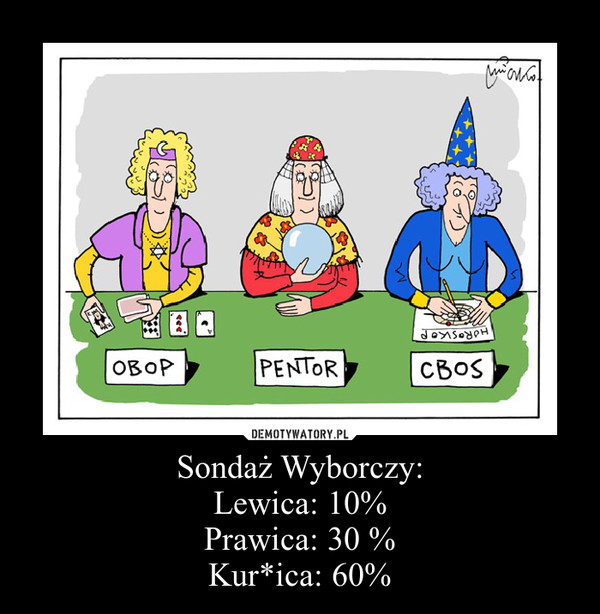 OBOP
PENTOR
CBOS
HOROSKOP
DEMOTYWATORY.PL
Sondaż Wyborczy:
Lewica: 10%
Prawica: 30 %
Kur*ica: 60%